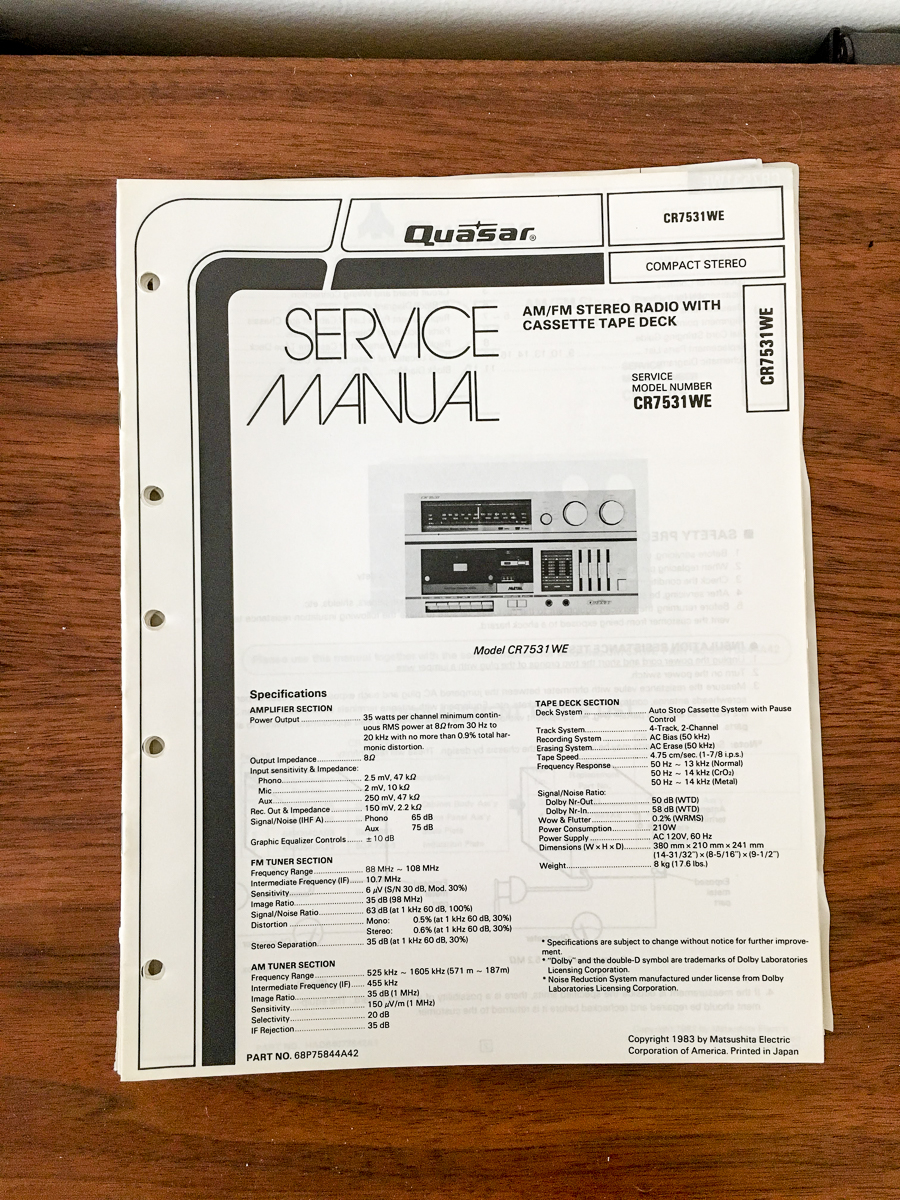 Quasar®
CR7531WE
COMPACT STEREO
SERVICE
MANUAL
AM/FM STEREO RADIO WITH
CASSETTE TAPE DECK
SERVICE
MODEL NUMBER
CR7531WE
CR7531WE
Model CR7531WE
Specifications
AMPLIFIER SECTION
Power Output ........................ 35 watts per channel minimum contin-
uous RMS power at 8Ω from 30 Hz to
20 kHz with no more than 0.9% total har-
monic distortion.
Output Impedance ................. 8Ω
Input sensitivity & Impedance:
Phono ................................. 2.5 mV, 47 kΩ
Mic ..................................... 2 mV, 10 kΩ
Aux ..................................... 250 mV, 47 kΩ
Rec. Out & Impedance ........... 150 mV, 2.2 kΩ
Signal/Noise (IHF A) ............... Phono 65 dB
Aux 75 dB
Graphic Equalizer Controls ...... ± 10 dB
FM TUNER SECTION
Frequency Range .................... 88 MHz ~ 108 MHz
Intermediate Frequency (IF) ..... 10.7 MHz
Sensitivity .............................. 6 μV (S/N 30 dB, Mod. 30%)
Image Ratio ........................... 35 dB (98 MHz)
Signal/Noise Ratio .................. 63 dB (at 1 kHz 60 dB, 100%)
Distortion .............................. Mono: 0.5% (at 1 kHz 60 dB, 30%)
Stereo: 0.6% (at 1 kHz 60 dB, 30%)
Stereo Separation ................... 35 dB (at 1 kHz 60 dB, 30%)
AM TUNER SECTION
Frequency Range .................... 525 kHz ~ 1605 kHz (571 m ~ 187m)
Intermediate Frequency (IF) ..... 455 kHz
Image Ratio ........................... 35 dB (1 MHz)
Sensitivity .............................. 150 μV/m (1 MHz)
Selectivity .............................. 20 dB
IF Rejection ........................... 35 dB
PART NO. 68P75844A42
TAPE DECK SECTION
Deck System ......................... Auto Stop Cassette System with Pause
Control
Track System ......................... 4-Track, 2-Channel
Recording System .................. AC Bias (50 kHz)
Erasing System ...................... AC Erase (50 kHz)
Tape Speed ........................... 4.75 cm/sec. (1-7/8 i.p.s.)
Frequency Response .............. 50 Hz ~ 13 kHz (Normal)
50 Hz ~ 14 kHz (CrO₂)
50 Hz ~ 14 kHz (Metal)
Signal/Noise Ratio:
Dolby Nr-Out ........................ 50 dB (WTD)
Dolby Nr-In ........................... 58 dB (WTD)
Wow & Flutter ....................... 0.2% (WRMS)
Power Consumption ............... 210W
Power Supply ........................ AC 120V, 60 Hz
Dimensions (W × H × D) ......... 380 mm × 210 mm × 241 mm
(14-31/32″) × (8-5/16″) × (9-1/2″)
Weight .................................. 8 kg (17.6 lbs.)
* Specifications are subject to change without notice for further improve-
ment.
* "Dolby" and the double-D symbol are trademarks of Dolby Laboratories
Licensing Corporation.
* Noise Reduction System manufactured under license from Dolby
Laboratories Licensing Corporation.
Copyright 1983 by Matsushita Electric
Corporation of America. Printed in Japan